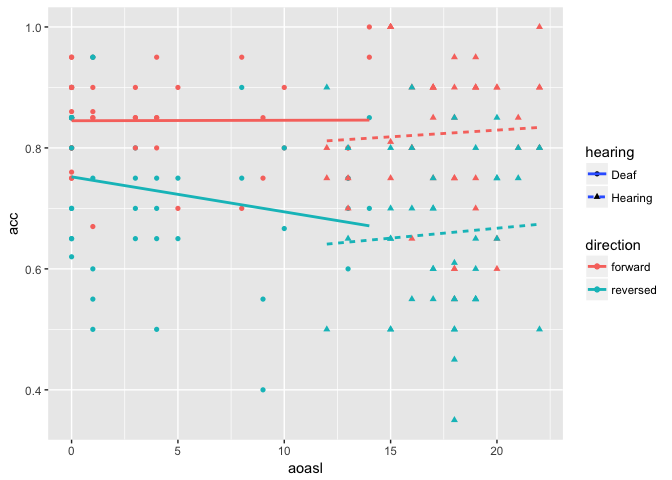 1.0
0.8
0.6
0.4
acc
0 5 10 15 20
aoasl
hearing
Deaf
Hearing
direction
forward
reversed